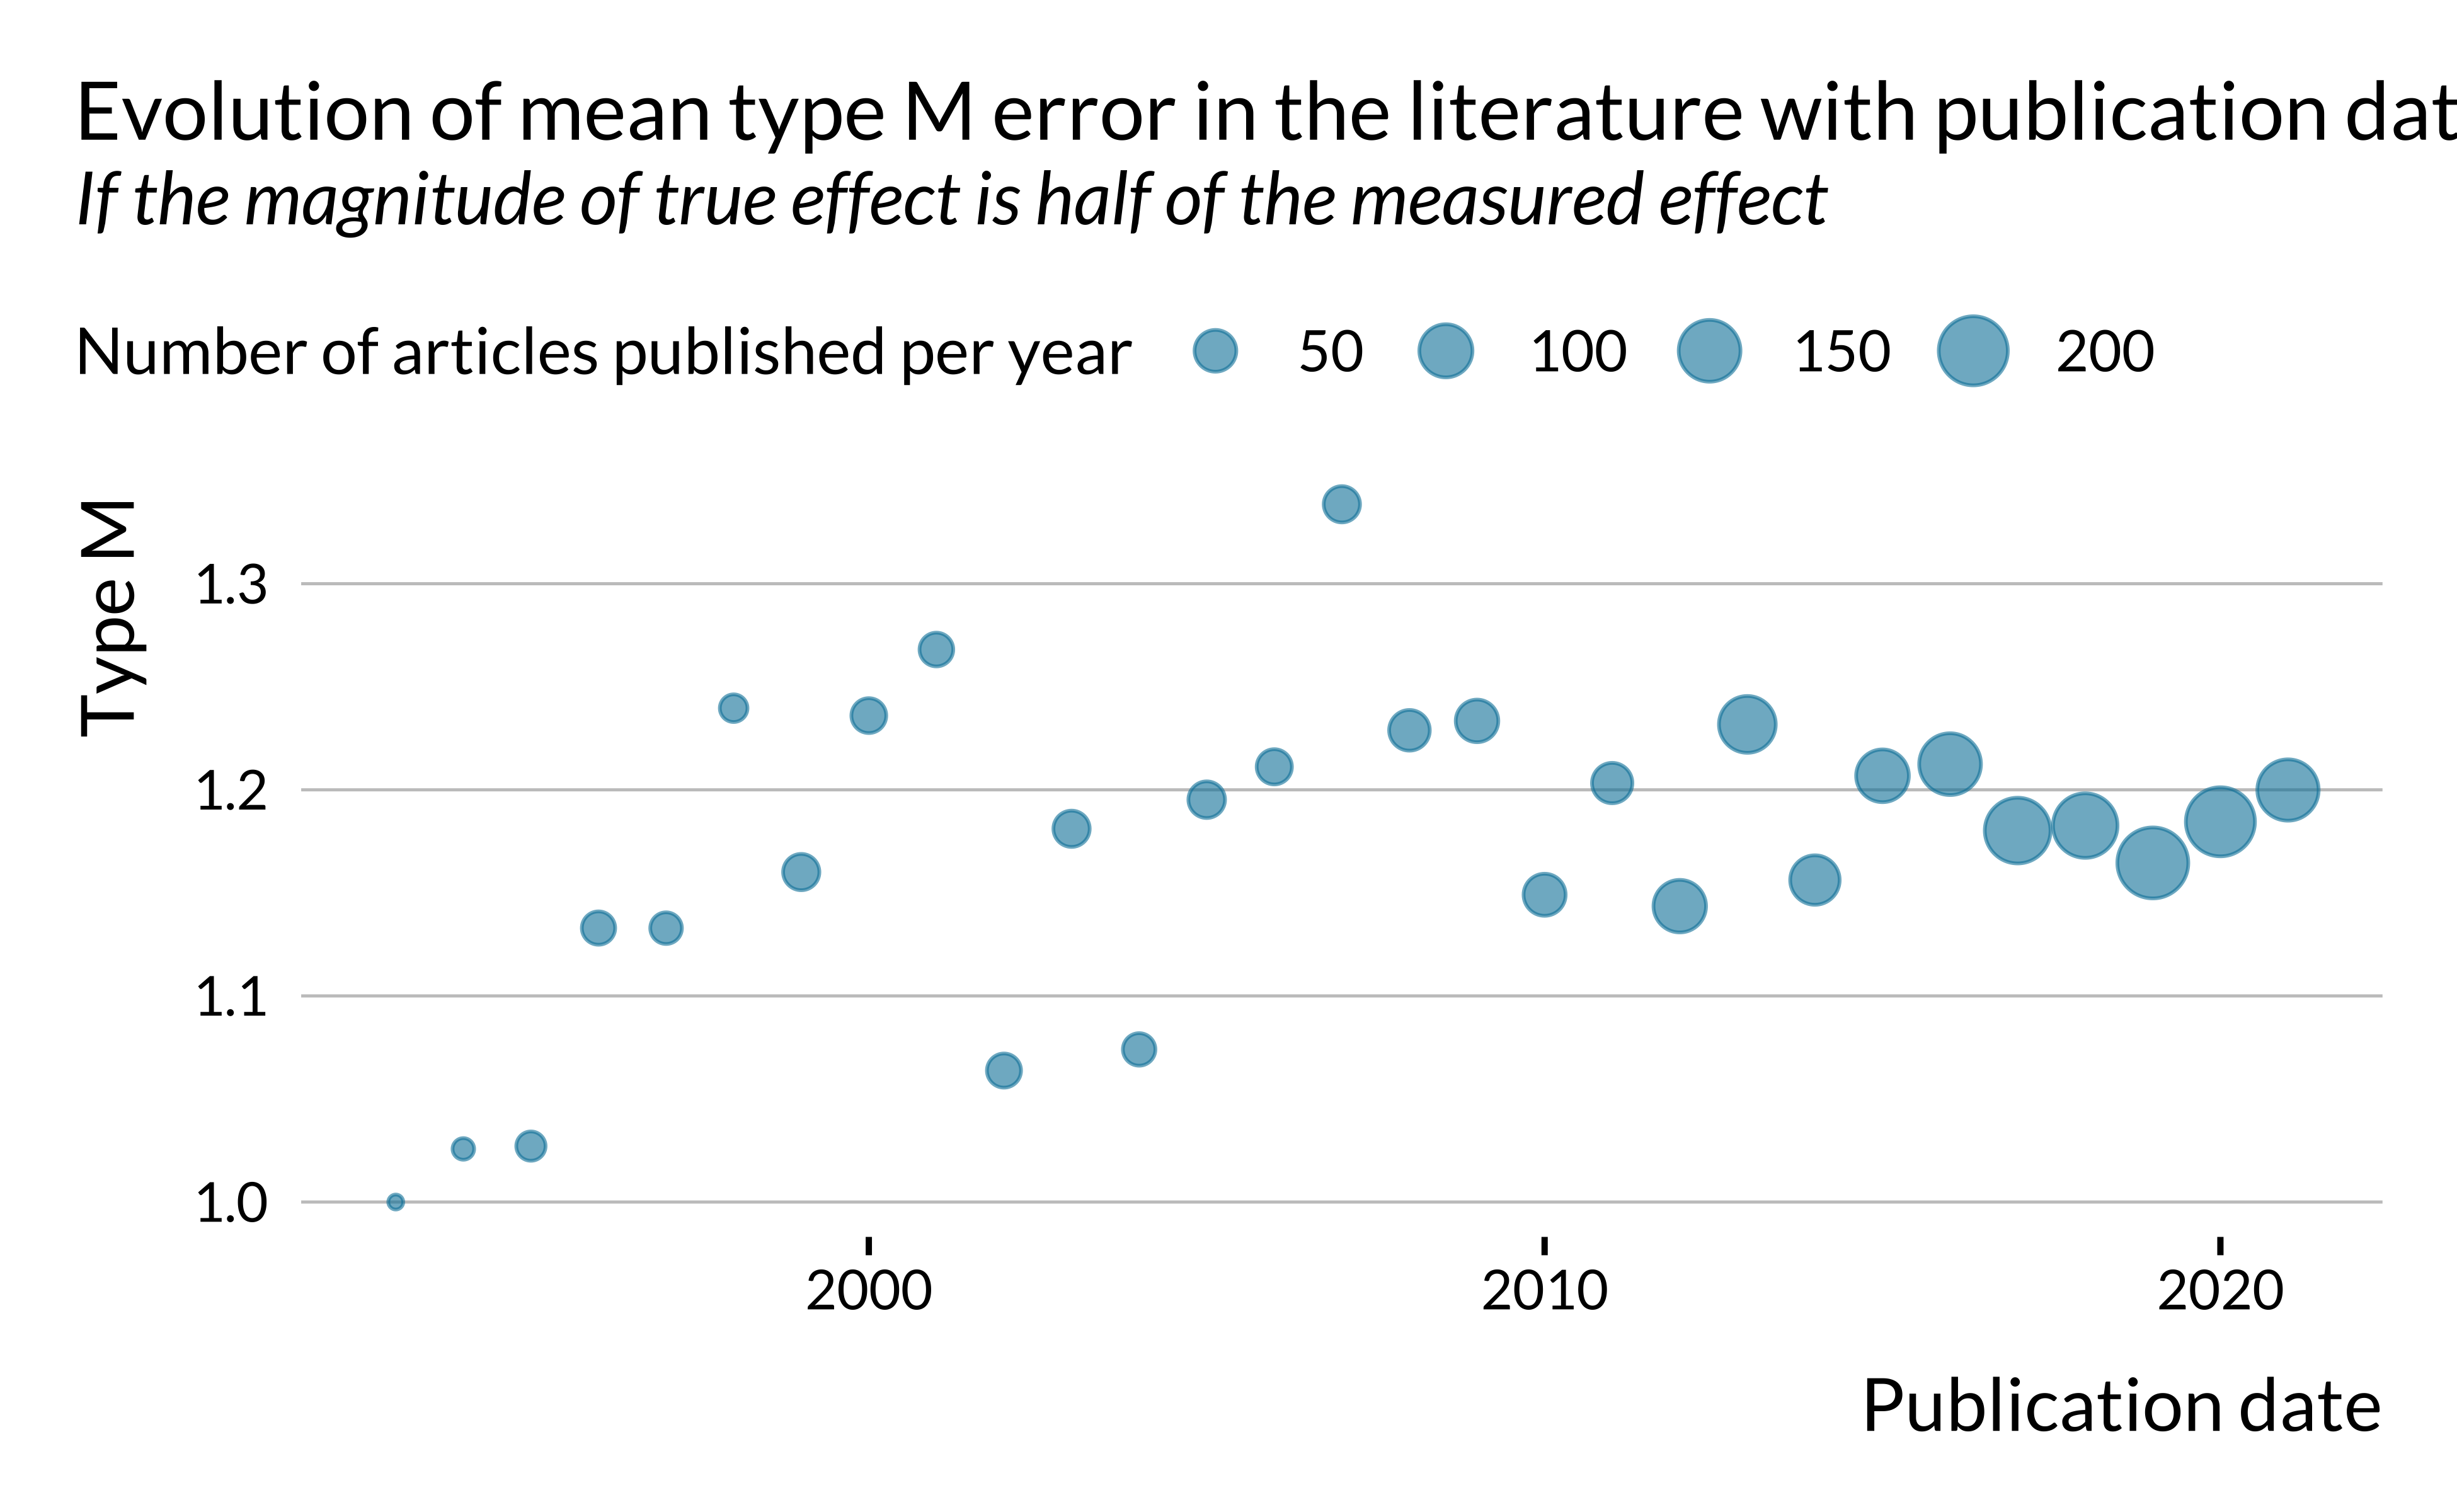 Evolution of mean type M error in the literature with publication dat
If the magnitude of true effect is half of the measured effect
Number of articles published per year 50 100 150 200
Type M
1.3
1.2
1.1
1.0
2000 2010 2020
Publication date